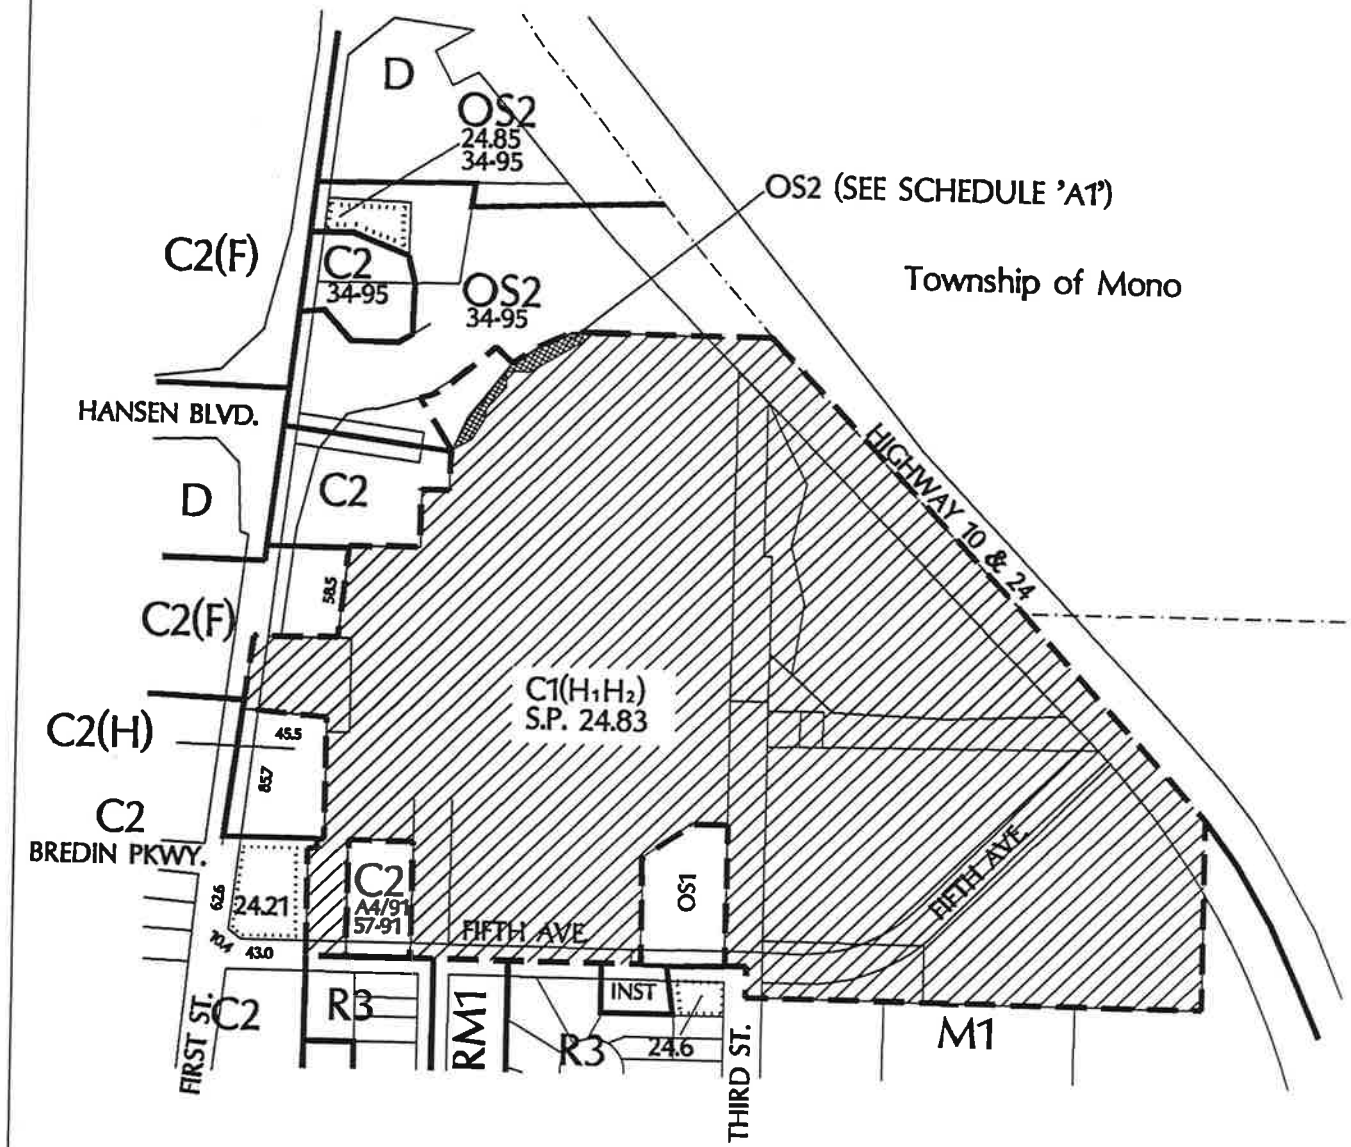 D
OS2
24.85
34-95
OS2 (SEE SCHEDULE 'A1')
C2(F)
C2
34-95
OS2
34-95
Township of Mono
HANSEN BLVD.
D
C2
HIGHWAY 10 & 24
58.5
C2(F)
C1(H₁H₂)
S.P. 24.83
C2(H)
45.5
85.7
C2
BREDIN PKWY.
62.6
24.21
C2
A4/91
57-91
OS1
FIFTH AVE.
FIFTH AVE
70.4
43.0
FIRST ST.
C2
R3
RM1
INST
R3
24.6
THIRD ST.
M1